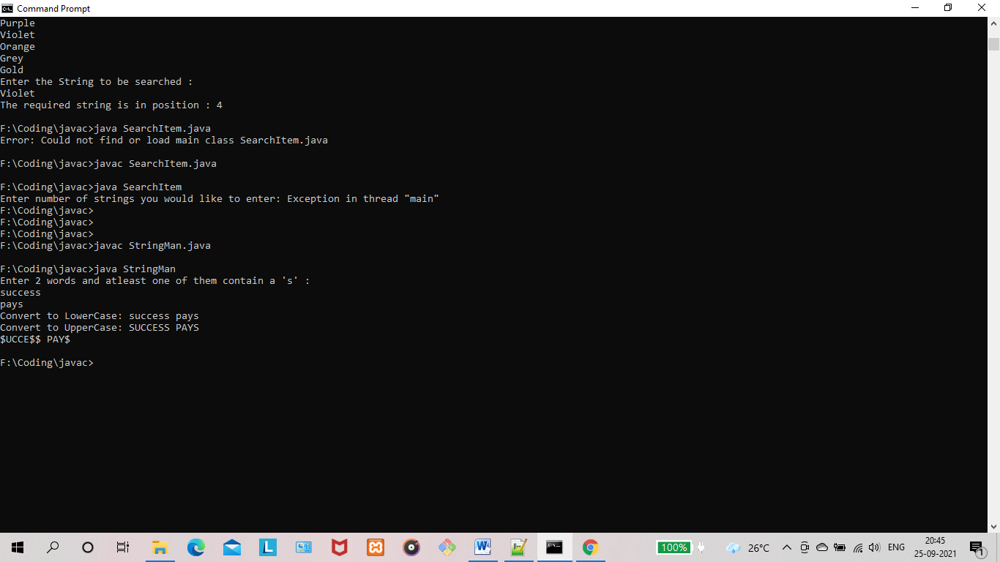 Command Prompt
Purple
Violet
Orange
Grey
Gold
Enter the String to be searched :
Violet
The required string is in position : 4
F:\Coding\javac>java SearchItem.java
Error: Could not find or load main class SearchItem.java
F:\Coding\javac>javac SearchItem.java
F:\Coding\javac>java SearchItem
Enter number of strings you would like to enter: Exception in thread "main"
F:\Coding\javac>
F:\Coding\javac>
F:\Coding\javac>
F:\Coding\javac>javac StringMan.java
F:\Coding\javac>java StringMan
Enter 2 words and atleast one of them contain a 's' :
success
pays
Convert to LowerCase: success pays
Convert to UpperCase: SUCCESS PAYS
$UCCE$$ PAY$
F:\Coding\javac>
L
W
100%
26°C
ENG
20:45
25-09-2021
1